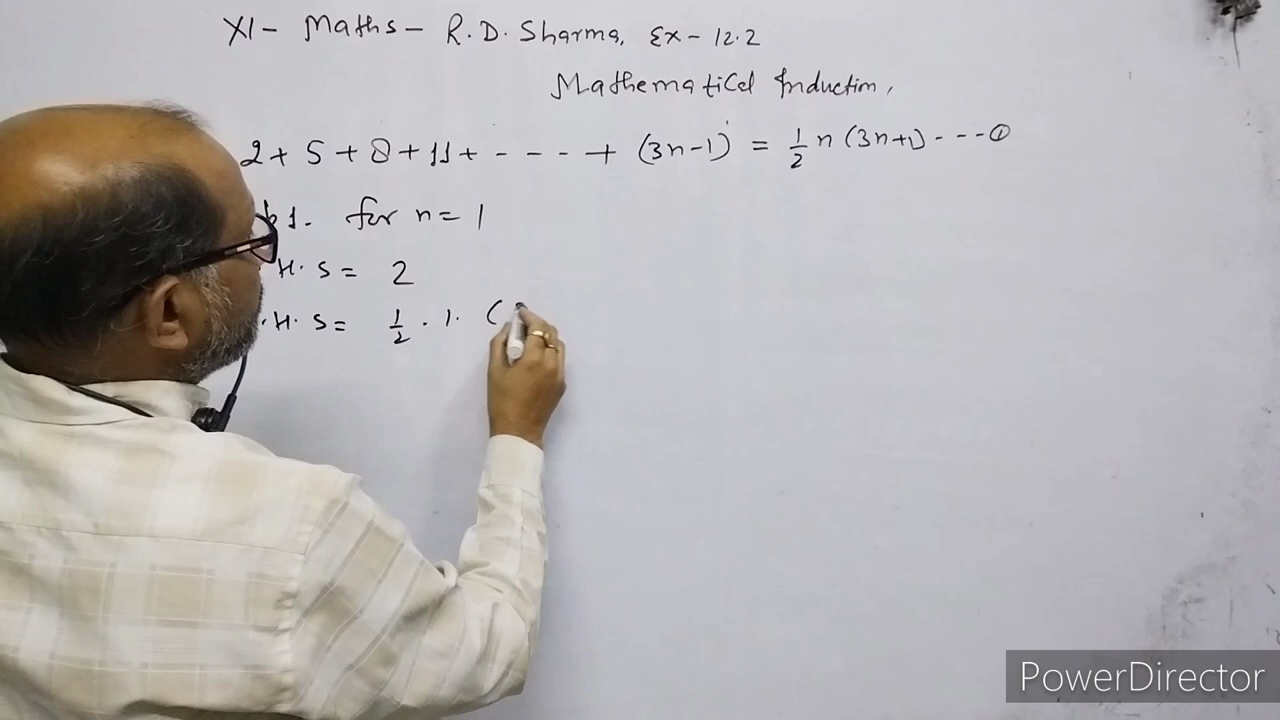 XI- Maths- R.D. Sharma, Ex- 12.2
Mathematical Induction,
2 + 5 + 8 + 11 + - - - - + (3n-1) = 1/2 n (3n+1) - - - ①
1. for n = 1
H. S = 2
.H. S = 1/2 . 1. (
PowerDirector